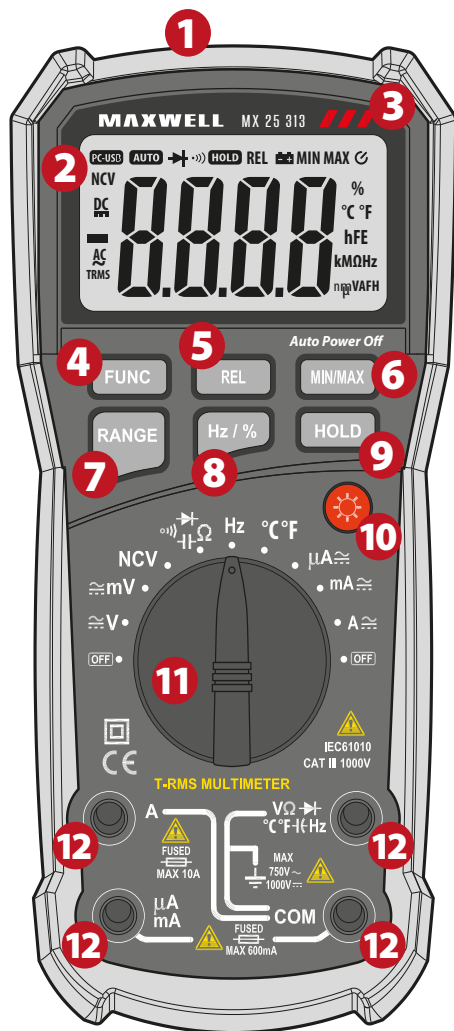 1
MAXWELL MX 25 313
3
2
PC-USB AUTO HOLD REL MIN MAX
NCV
%
DC
°C °F
8.8.8.8
hFE
AC
kMΩHz
TRMS
nμmVAFH
Auto Power Off
4
FUNC
5
REL
MIN/MAX
6
RANGE
7
Hz / %
8
HOLD
9
10
Ω
Hz
°C°F
NCV
μA
mV
mA
V
A
OFF
OFF
11
CE
IEC61010
CAT III 1000V
T-RMS MULTIMETER
A
VΩ
°C°F Hz
12
12
FUSED
MAX 10A
MAX
750V~
1000V
μA
mA
COM
12
12
FUSED
MAX 600mA